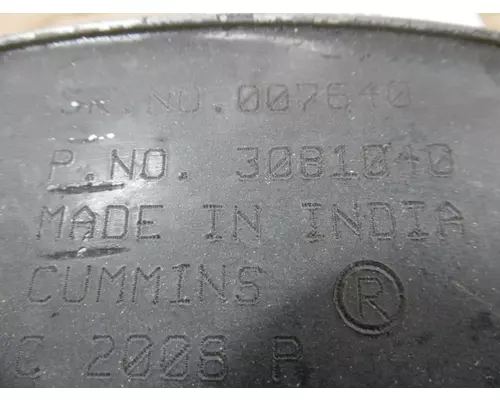 SR.NO.007640
P.NO. 3081040
MADE IN INDIA
CUMMINS ®
C 2008 P